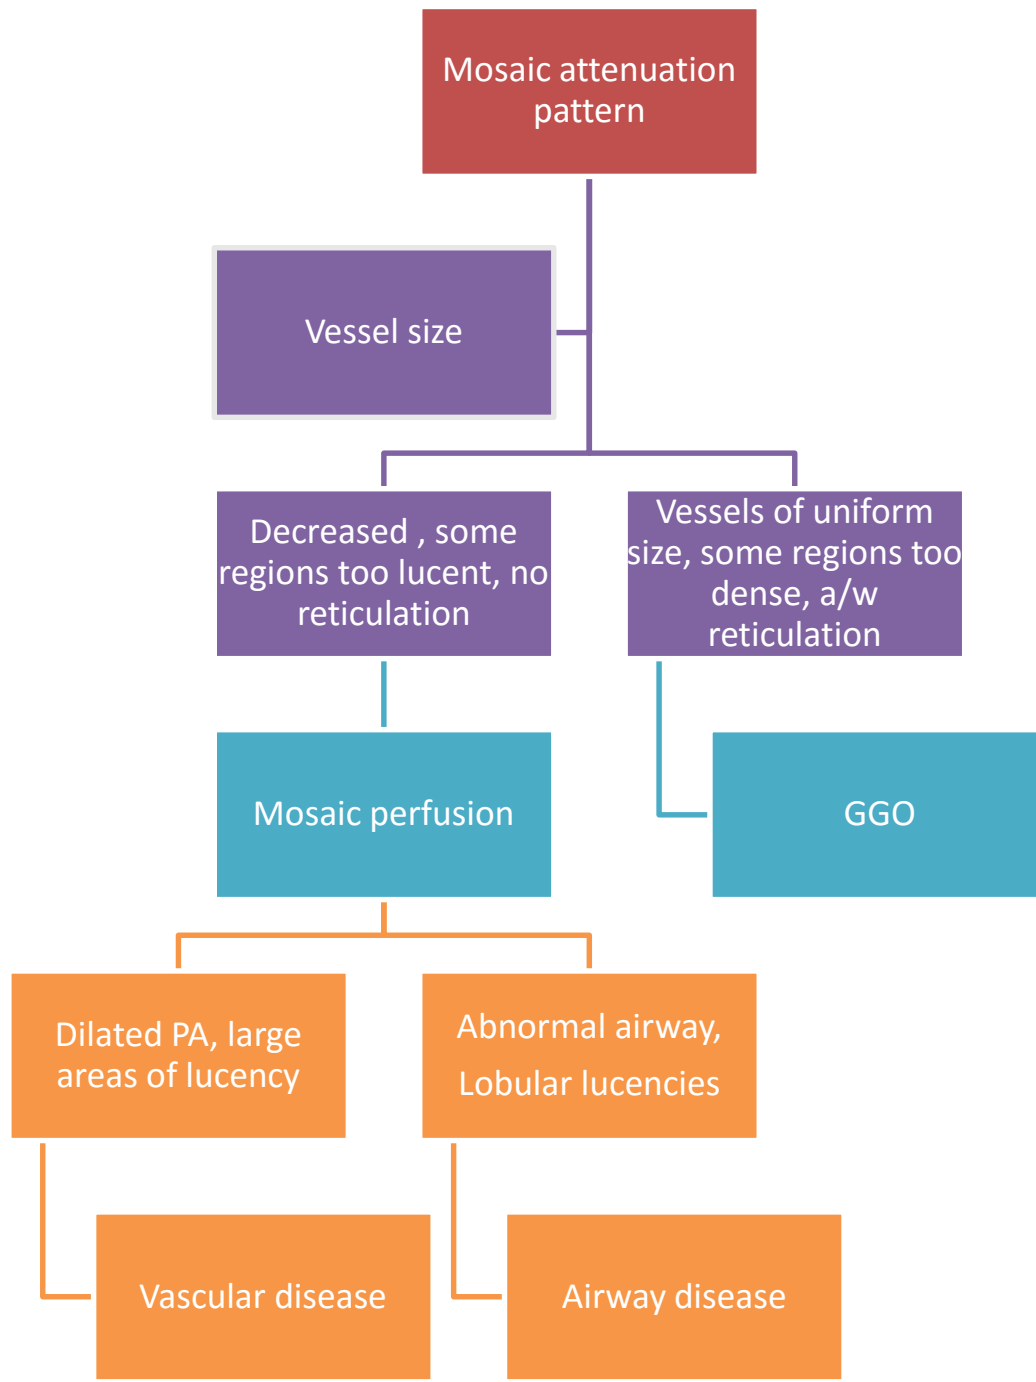 Mosaic attenuation
pattern
Vessel size
Decreased , some
regions too lucent, no
reticulation
Vessels of uniform
size, some regions too
dense, a/w
reticulation
Mosaic perfusion
GGO
Dilated PA, large
areas of lucency
Abnormal airway,
Lobular lucencies
Vascular disease
Airway disease